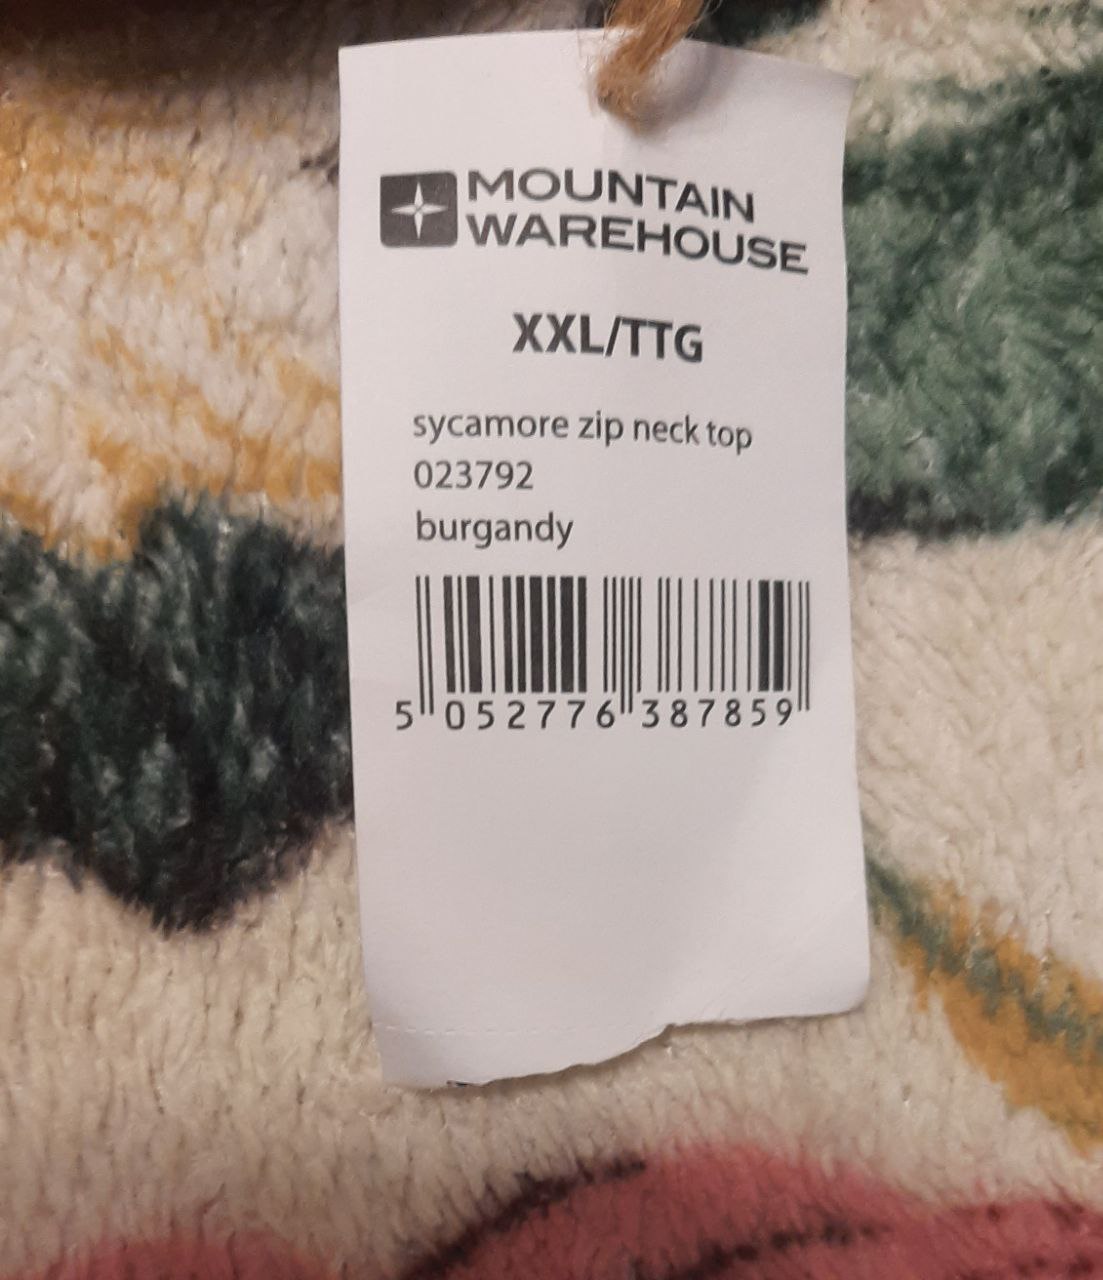 MOUNTAIN
WAREHOUSE
XXL/TTG
sycamore zip neck top
023792
burgandy
5 052776 387859